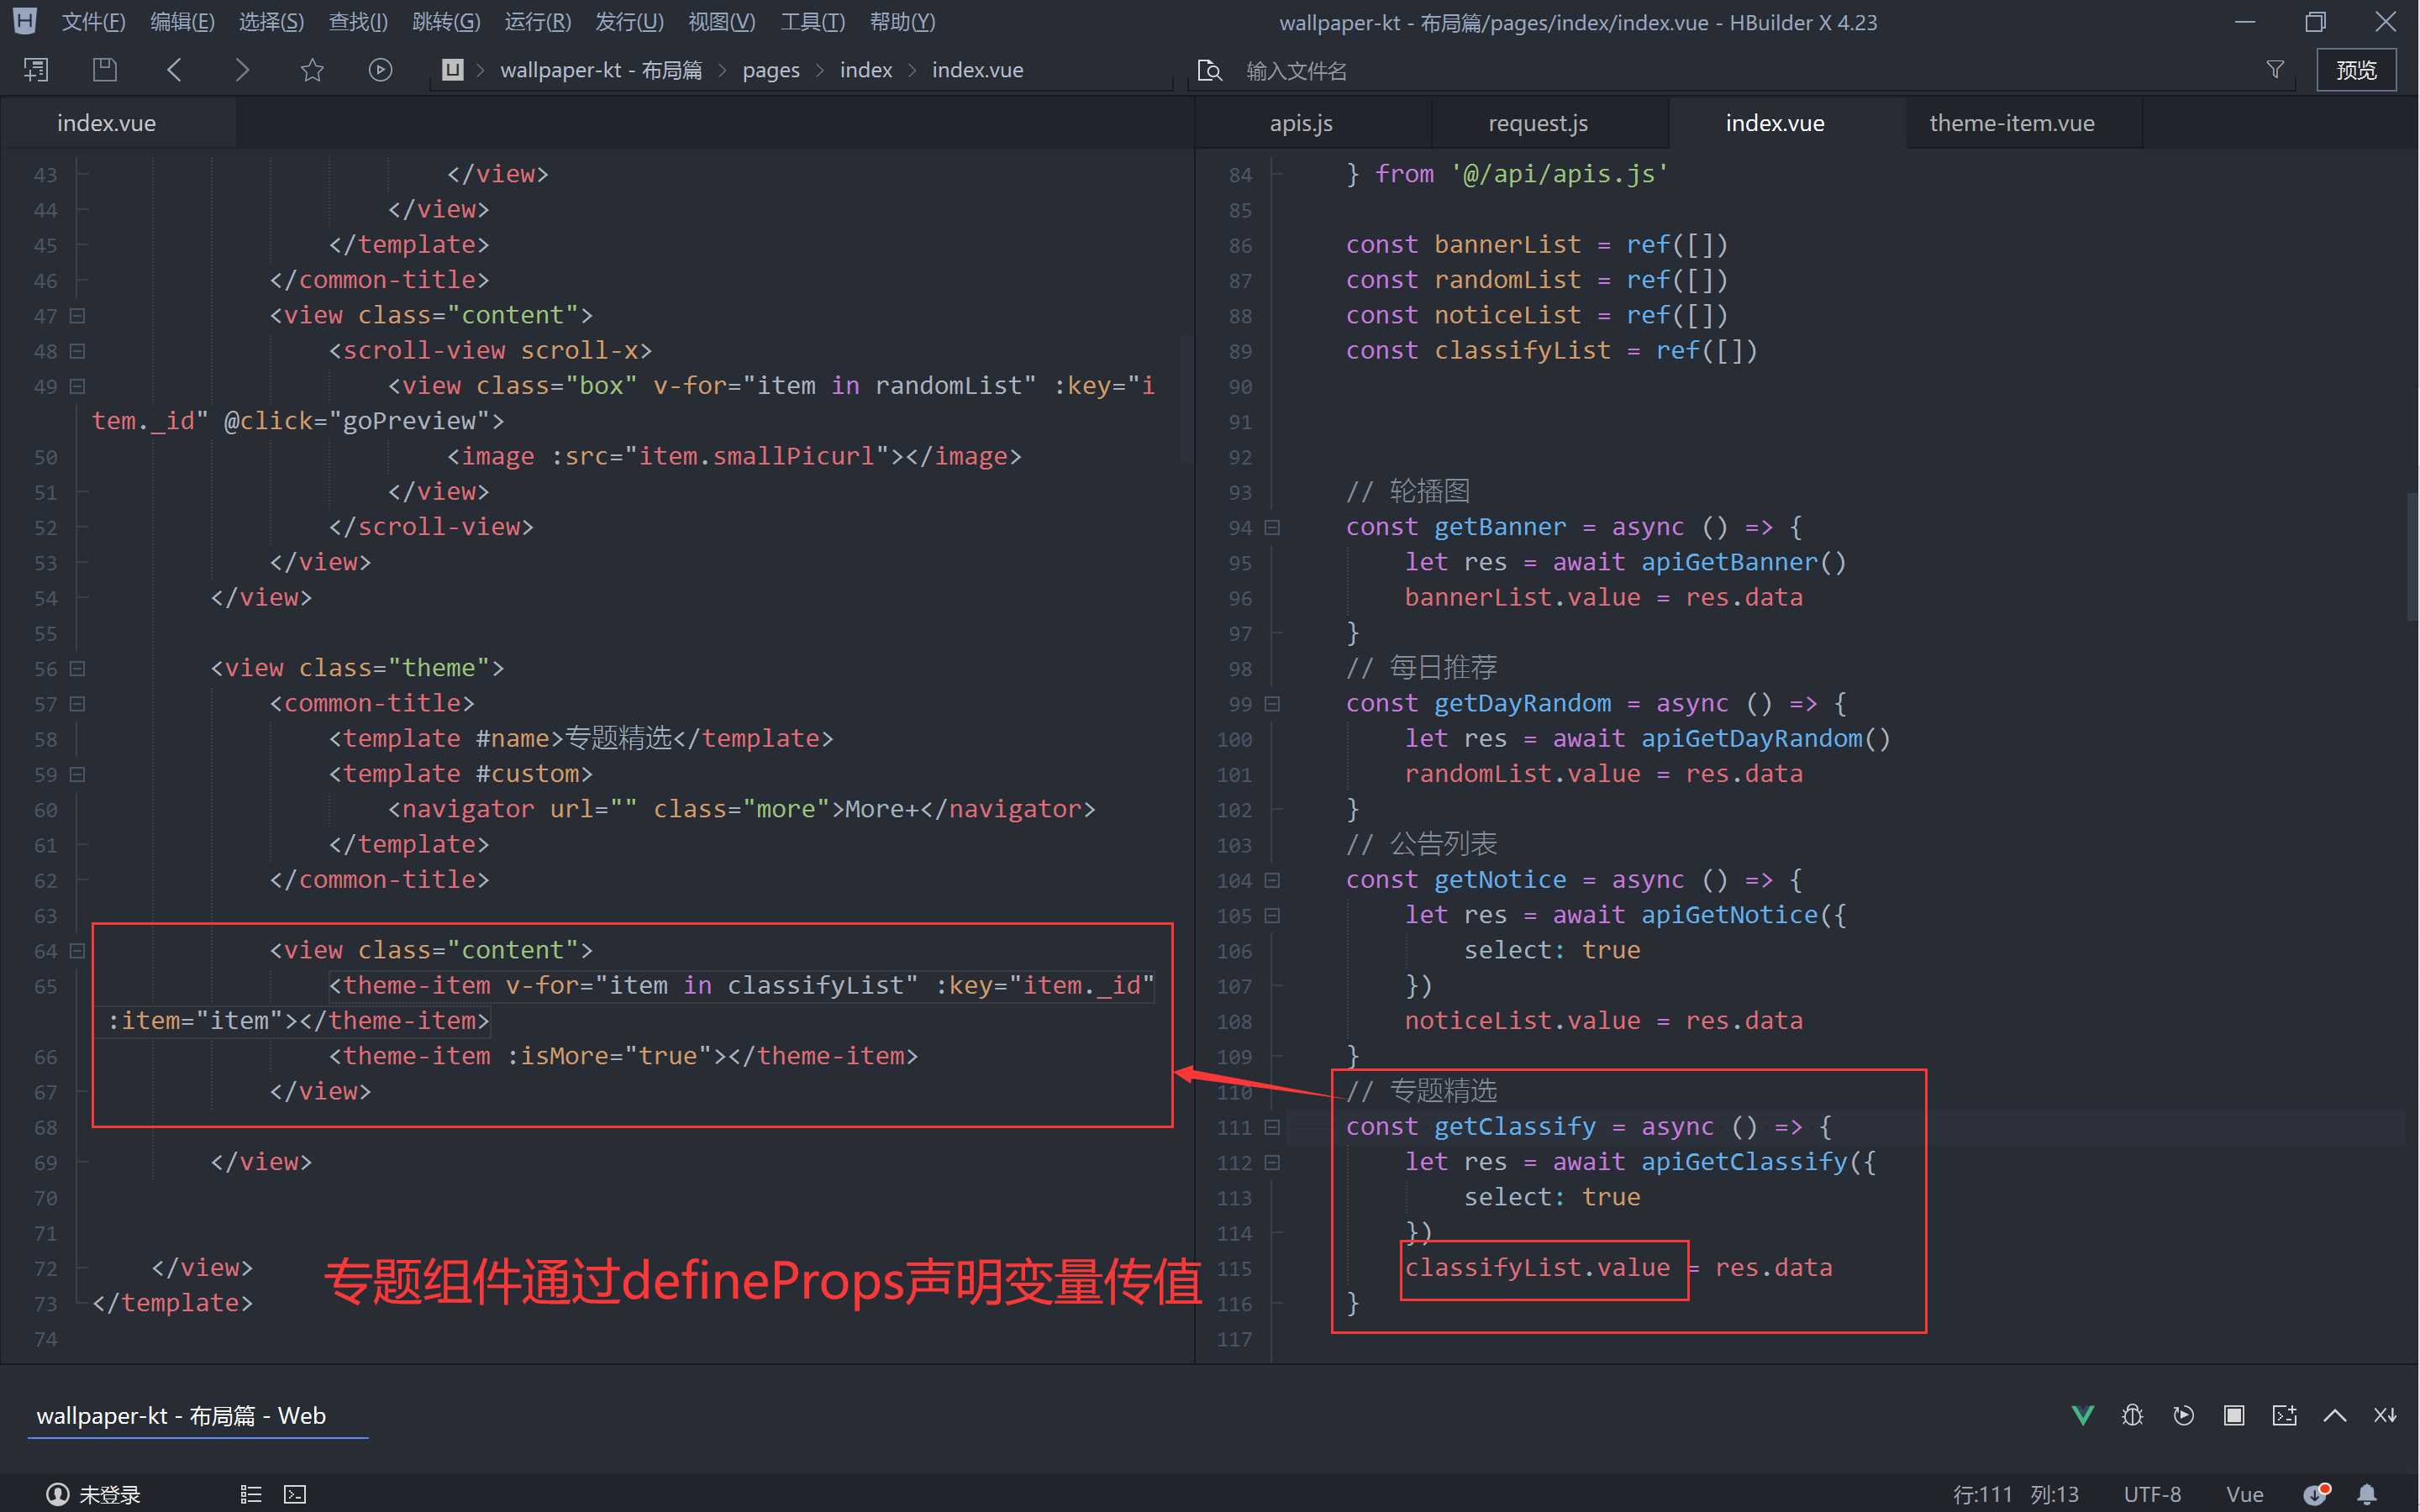 文件(F) 编辑(E) 选择(S) 查找(I) 跳转(G) 运行(R) 发行(U) 视图(V) 工具(T) 帮助(Y)
wallpaper-kt - 布局篇/pages/index/index.vue - HBuilder X 4.23
wallpaper-kt - 布局篇 > pages > index > index.vue
输入文件名
预览
index.vue
43 </view>
44 </view>
45 </template>
46 </common-title>
47 <view class="content">
48 <scroll-view scroll-x>
49 <view class="box" v-for="item in randomList" :key="i
tem._id" @click="goPreview">
50 <image :src="item.smallPicurl"></image>
51 </view>
52 </scroll-view>
53 </view>
54 </view>
55
56 <view class="theme">
57 <common-title>
58 <template #name>专题精选</template>
59 <template #custom>
60 <navigator url="" class="more">More+</navigator>
61 </template>
62 </common-title>
63
64 <view class="content">
65 <theme-item v-for="item in classifyList" :key="item._id"
:item="item"></theme-item>
66 <theme-item :isMore="true"></theme-item>
67 </view>
68
69 </view>
70
71
72 </view>
73 </template>
74
专题组件通过defineProps声明变量传值
apis.js request.js index.vue theme-item.vue
84 } from '@/api/apis.js'
85
86 const bannerList = ref([])
87 const randomList = ref([])
88 const noticeList = ref([])
89 const classifyList = ref([])
90
91
92
93 // 轮播图
94 const getBanner = async () => {
95 let res = await apiGetBanner()
96 bannerList.value = res.data
97 }
98 // 每日推荐
99 const getDayRandom = async () => {
100 let res = await apiGetDayRandom()
101 randomList.value = res.data
102 }
103 // 公告列表
104 const getNotice = async () => {
105 let res = await apiGetNotice({
106 select: true
107 })
108 noticeList.value = res.data
109 }
110 // 专题精选
111 const getClassify = async () => {
112 let res = await apiGetClassify({
113 select: true
114 })
115 classifyList.value = res.data
116 }
117
wallpaper-kt - 布局篇 - Web
未登录
行:111 列:13 UTF-8 Vue